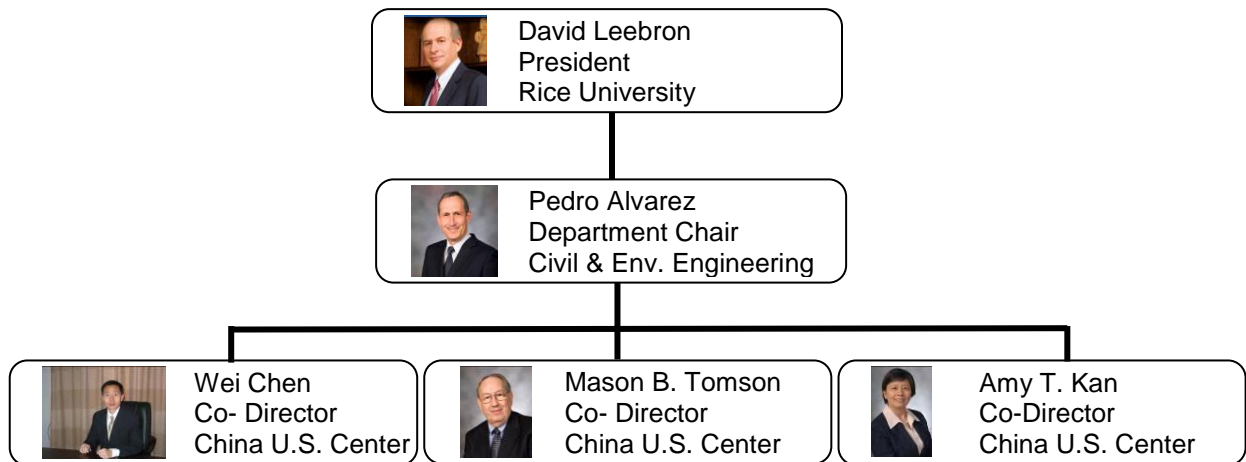 David Leebron
President
Rice University
Pedro Alvarez
Department Chair
Civil & Env. Engineering
Wei Chen
Co- Director
China U.S. Center
Mason B. Tomson
Co- Director
China U.S. Center
Amy T. Kan
Co-Director
China U.S. Center